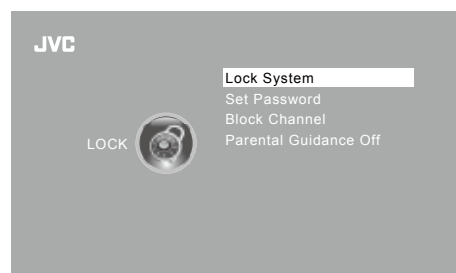 JVC
LOCK
Lock System
Set Password
Block Channel
Parental Guidance Off